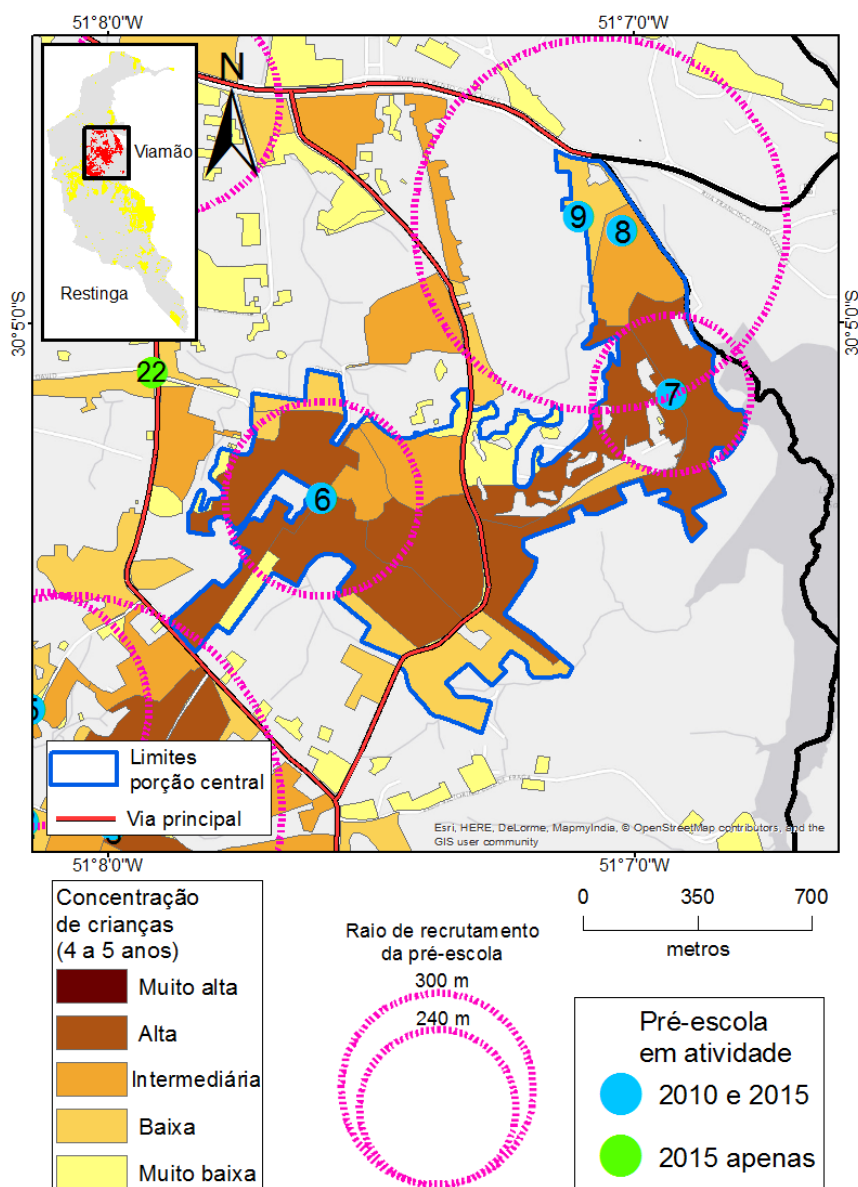 51°8'0"W
51°7'0"W
N
Viamão
Restinga
30°5'0"S
30°5'0"S
9
8
22
7
6
Limites
porção central
Via principal
Esri, HERE, DeLorme, MapmyIndia, © OpenStreetMap contributors, and the
GIS user community
51°8'0"W
51°7'0"W
Concentração
de crianças
(4 a 5 anos)
Muito alta
Alta
Intermediária
Baixa
Muito baixa
Raio de recrutamento
da pré-escola
300 m
240 m
0 350 700
metros
Pré-escola
em atividade
2010 e 2015
2015 apenas